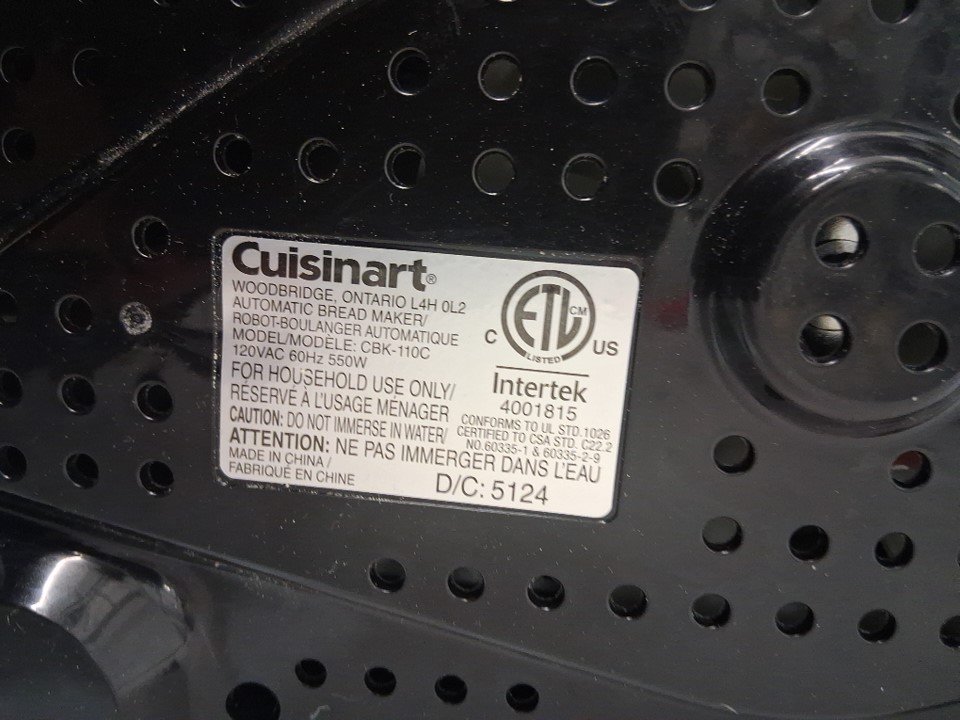 Cuisinart®
WOODBRIDGE, ONTARIO L4H 0L2
AUTOMATIC BREAD MAKER/
ROBOT-BOULANGER AUTOMATIQUE
MODEL/MODÈLE: CBK-110C
120VAC 60Hz 550W
FOR HOUSEHOLD USE ONLY/
RÉSERVÉ À L'USAGE MÉNAGER
CAUTION: DO NOT IMMERSE IN WATER/
ATTENTION: NE PAS IMMERGER DANS L'EAU
MADE IN CHINA/
FABRIQUÉ EN CHINE
ETL CM
LISTED
C US
Intertek
4001815
CONFORMS TO UL STD.1026
CERTIFIED TO CSA STD. C22.2
NO.60335-1 & 60335-2-9
D/C: 5124